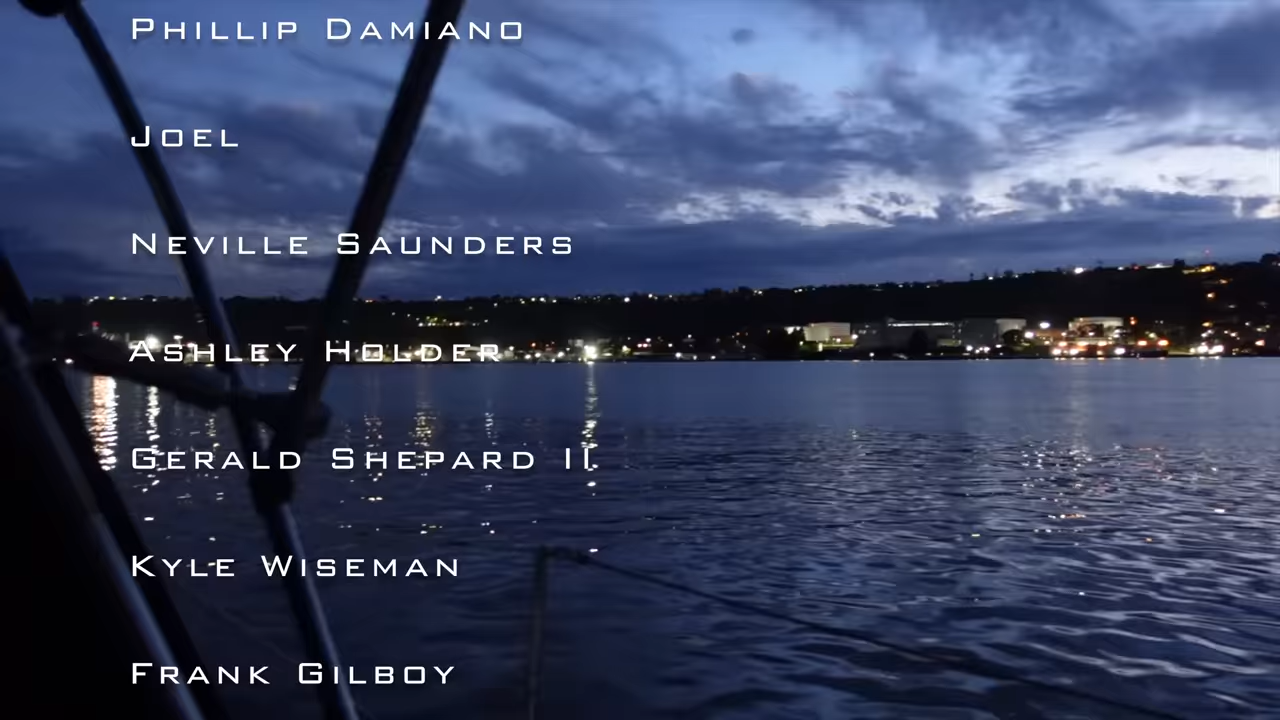 Phillip Damiano
Joel
Neville Saunders
Ashley Holder
Gerald Shepard II
Kyle Wiseman
Frank Gilboy